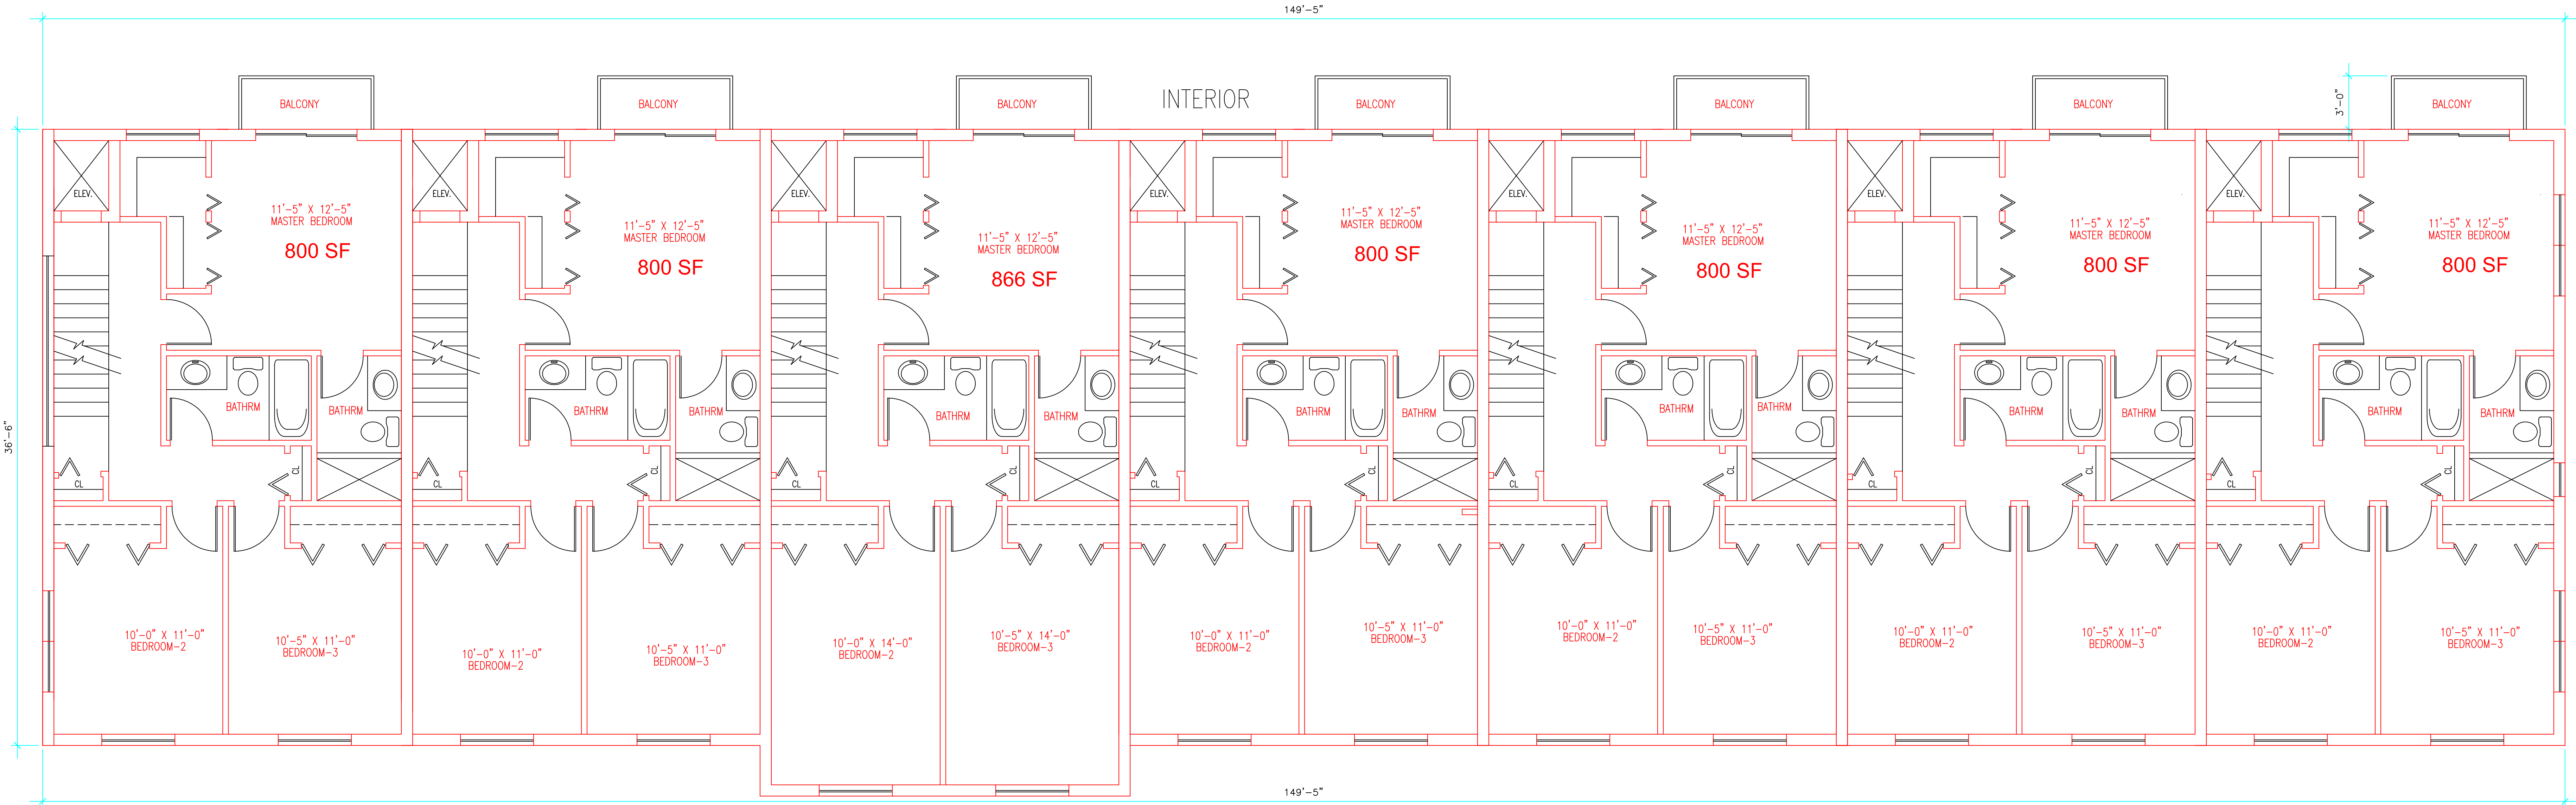 149'-5"
INTERIOR
BALCONY
BALCONY
BALCONY
BALCONY
BALCONY
BALCONY
BALCONY
3'-0"
36'-6"
ELEV.
11'-5" X 12'-5"
MASTER BEDROOM
800 SF
BATHRM
BATHRM
CL
CL
10'-0" X 11'-0"
BEDROOM-2
10'-5" X 11'-0"
BEDROOM-3
ELEV.
11'-5" X 12'-5"
MASTER BEDROOM
800 SF
BATHRM
BATHRM
CL
CL
10'-0" X 11'-0"
BEDROOM-2
10'-5" X 11'-0"
BEDROOM-3
ELEV.
11'-5" X 12'-5"
MASTER BEDROOM
866 SF
BATHRM
BATHRM
CL
CL
10'-0" X 14'-0"
BEDROOM-2
10'-5" X 14'-0"
BEDROOM-3
ELEV.
11'-5" X 12'-5"
MASTER BEDROOM
800 SF
BATHRM
BATHRM
CL
CL
10'-0" X 11'-0"
BEDROOM-2
10'-5" X 11'-0"
BEDROOM-3
ELEV.
11'-5" X 12'-5"
MASTER BEDROOM
800 SF
BATHRM
BATHRM
CL
CL
10'-0" X 11'-0"
BEDROOM-2
10'-5" X 11'-0"
BEDROOM-3
ELEV.
11'-5" X 12'-5"
MASTER BEDROOM
800 SF
BATHRM
BATHRM
CL
CL
10'-0" X 11'-0"
BEDROOM-2
10'-5" X 11'-0"
BEDROOM-3
ELEV.
11'-5" X 12'-5"
MASTER BEDROOM
800 SF
BATHRM
BATHRM
CL
CL
10'-0" X 11'-0"
BEDROOM-2
10'-5" X 11'-0"
BEDROOM-3
149'-5"